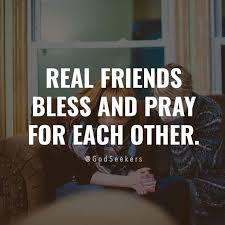 REAL FRIENDS
BLESS AND PRAY
FOR EACH OTHER.
@GodSeekers